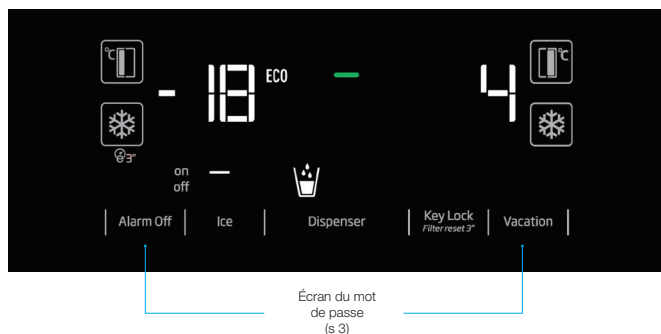 °C
°C
- 18 ECO
4
3"
on
off
Alarm Off
Ice
Dispenser
Key Lock
Filter reset 3"
Vacation
Écran du mot
de passe
(s 3)